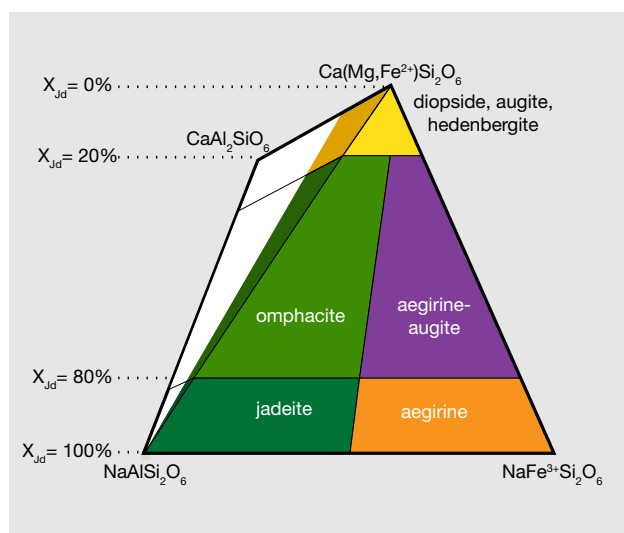 Ca(Mg,Fe²⁺)Si₂O₆
X_Jd= 0%
diopside, augite,
hedenbergite
CaAl₂SiO₆
X_Jd= 20%
omphacite
aegirine-
augite
X_Jd= 80%
jadeite
aegirine
X_Jd= 100%
NaAlSi₂O₆
NaFe³⁺Si₂O₆